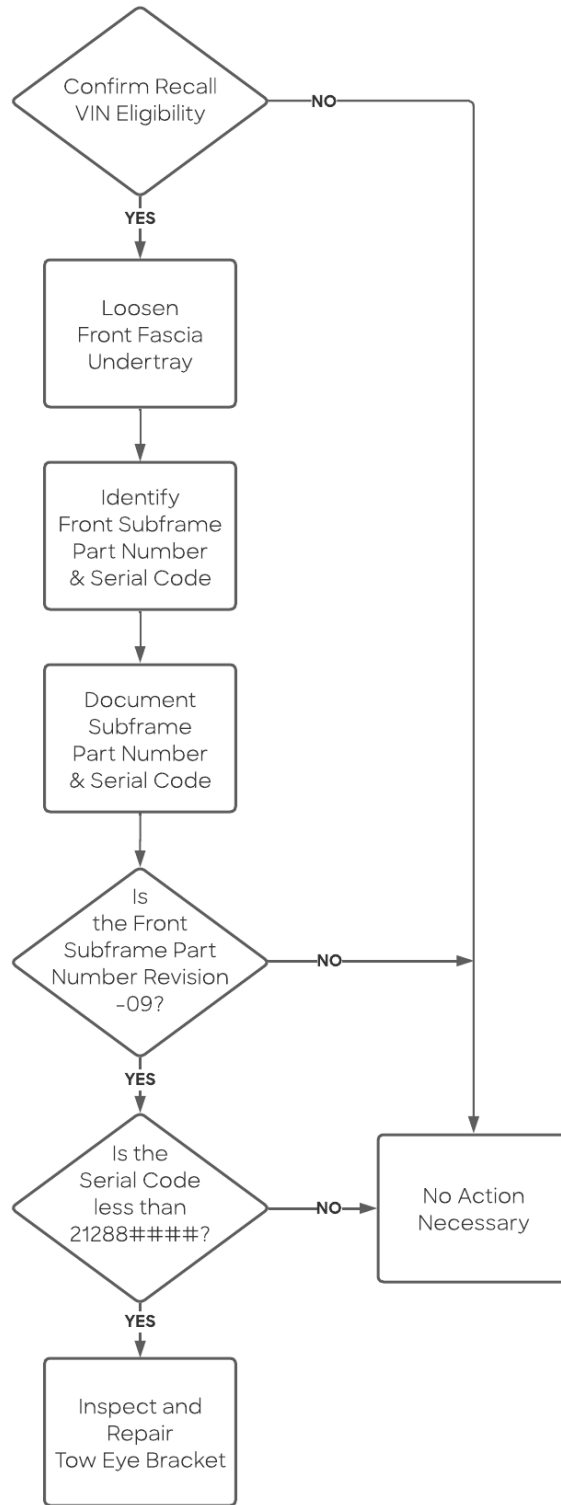 Confirm Recall
VIN Eligibility
NO
YES
Loosen
Front Fascia
Undertray
Identify
Front Subframe
Part Number
& Serial Code
Document
Subframe
Part Number
& Serial Code
Is
the Front
Subframe Part
Number Revision
-09?
NO
YES
Is the
Serial Code
less than
21288####?
NO
No Action
Necessary
YES
Inspect and
Repair
Tow Eye Bracket